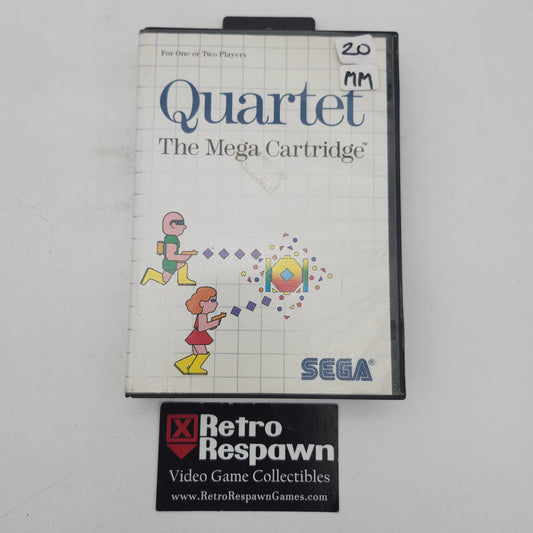 For One or Two Players
20
MM
Quartet
The Mega Cartridge™
SEGA®
X Retro
Respawn
Video Game Collectibles
www.RetroRespawnGames.com